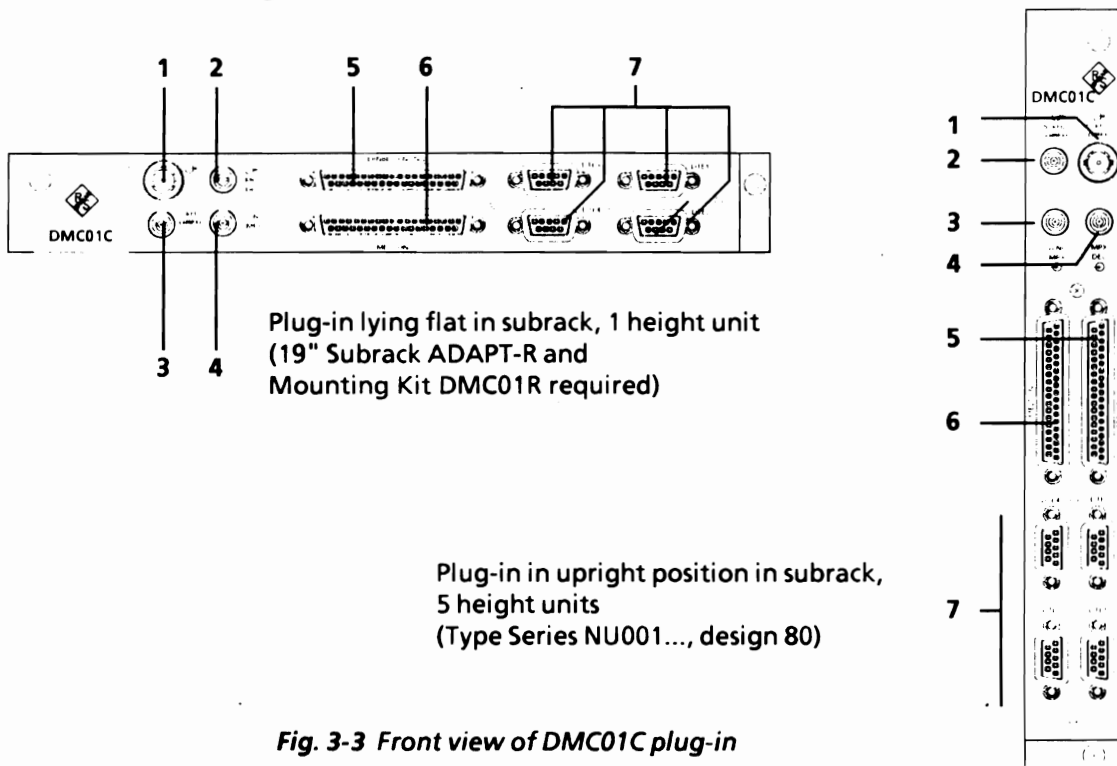 1 2 5 6 7
DMC01C
3 4
Plug-in lying flat in subrack, 1 height unit
(19" Subrack ADAPT-R and
Mounting Kit DMC01R required)
DMC01C
1
2
3
4
5
6
7
Plug-in in upright position in subrack,
5 height units
(Type Series NU001..., design 80)
Fig. 3-3 Front view of DMC01C plug-in